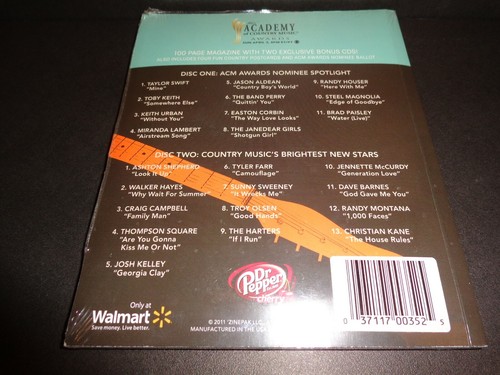 THE ACADEMY
of COUNTRY MUSIC
AWARDS
100 PAGE MAGAZINE WITH TWO EXCLUSIVE BONUS CDS!
DISC ONE: ACM AWARDS NOMINEE SPOTLIGHT
1. TAYLOR SWIFT
"Mine"
2. TOBY KEITH
"Somewhere Else"
3. KEITH URBAN
"Without You"
4. MIRANDA LAMBERT
"Airstream Song"
5. JASON ALDEAN
"Country Boy's World"
6. THE BAND PERRY
"Quittin' You"
7. EASTON CORBIN
"The Way Love Looks"
8. THE JANEDEAR GIRLS
"Shotgun Girl"
9. RANDY HOUSER
"Here With Me"
10. STEEL MAGNOLIA
"Edge of Goodbye"
11. BRAD PAISLEY
"Water (Live)"
DISC TWO: COUNTRY MUSIC'S BRIGHTEST NEW STARS
1. ASHTON SHEPHERD
"Look It Up"
2. WALKER HAYES
"Why Wait For Summer"
3. CRAIG CAMPBELL
"Family Man"
4. THOMPSON SQUARE
"Are You Gonna
Kiss Me Or Not"
5. JOSH KELLEY
"Georgia Clay"
6. TYLER FARR
"Camouflage"
7. SUNNY SWEENEY
"It Wrecks Me"
8. TROY OLSEN
"Good Hands"
9. THE HARTERS
"If I Run"
10. JENNETTE McCURDY
"Generation Love"
11. DAVE BARNES
"God Gave Me You"
12. RANDY MONTANA
"1,000 Faces"
13. CHRISTIAN KANE
"The House Rules"
Dr Pepper
cherry
Only at
Walmart
Save money. Live better.
© 2011 ZINEPAK LLC
MANUFACTURED IN THE USA
0 37117 00352 5